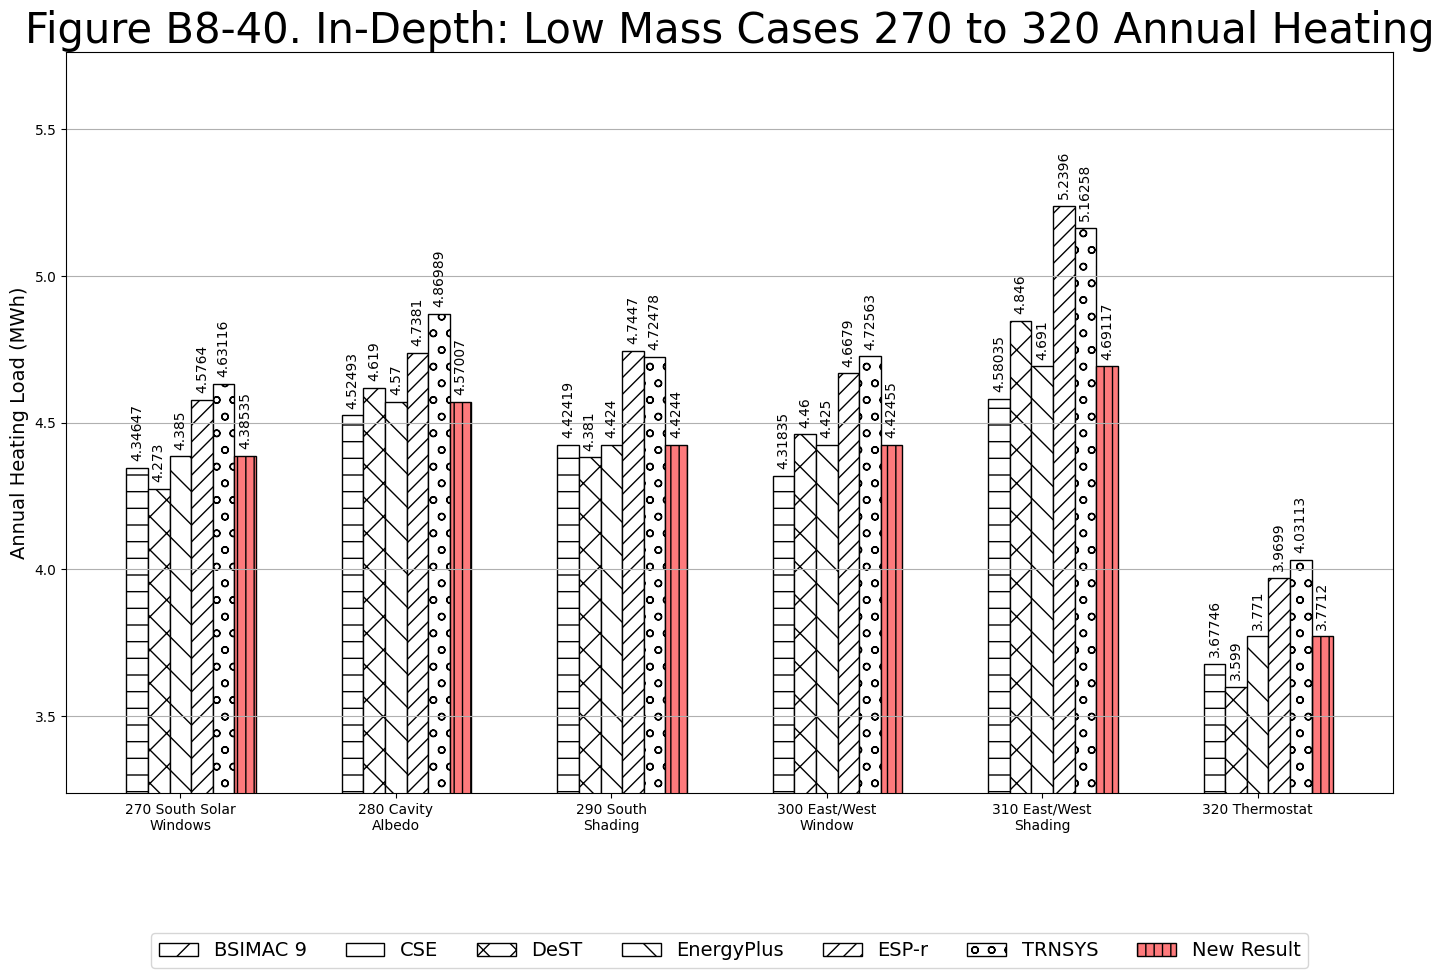 Figure B8-40. In-Depth: Low Mass Cases 270 to 320 Annual Heating
Annual Heating Load (MWh)
5.5
5.0
4.5
4.0
3.5
4.34647
4.273
4.385
4.5764
4.63116
4.38535
4.52493
4.619
4.57
4.7381
4.86989
4.57007
4.42419
4.381
4.424
4.7447
4.72478
4.4244
4.31835
4.46
4.425
4.6679
4.72563
4.42455
4.58035
4.846
4.691
5.2396
5.16258
4.69117
3.67746
3.599
3.771
3.9699
4.03113
3.7712
270 South Solar
Windows
280 Cavity
Albedo
290 South
Shading
300 East/West
Window
310 East/West
Shading
320 Thermostat
BSIMAC 9
CSE
DeST
EnergyPlus
ESP-r
TRNSYS
New Result